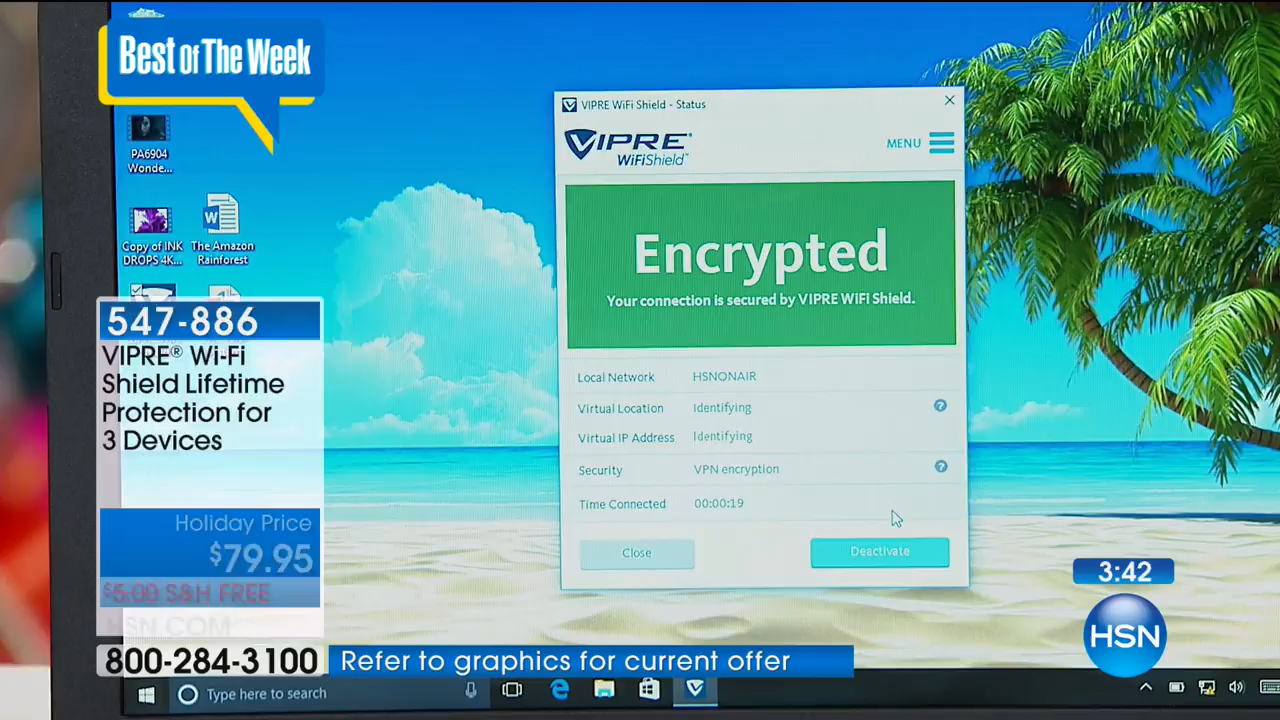 Best of The Week
PA6904
Wonde...
Copy of INK
DROPS 4K...
The Amazon
Rainforest
VIPRE WiFi Shield - Status
VIPRE®
WiFiShield™
MENU
Encrypted
Your connection is secured by VIPRE WiFi Shield.
Local Network HSNONAIR
Virtual Location Identifying
Virtual IP Address Identifying
Security VPN encryption
Time Connected 00:00:19
Close
Deactivate
547-886
VIPRE® Wi-Fi
Shield Lifetime
Protection for
3 Devices
Holiday Price
$79.95
$5.00 S&H FREE
HSN.COM
800-284-3100
Refer to graphics for current offer
3:42
HSN
Type here to search